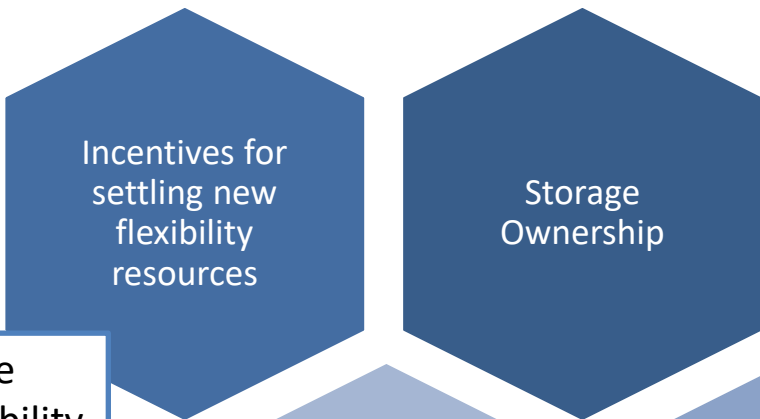 Incentives for
settling new
flexibility
resources
Storage
Ownership